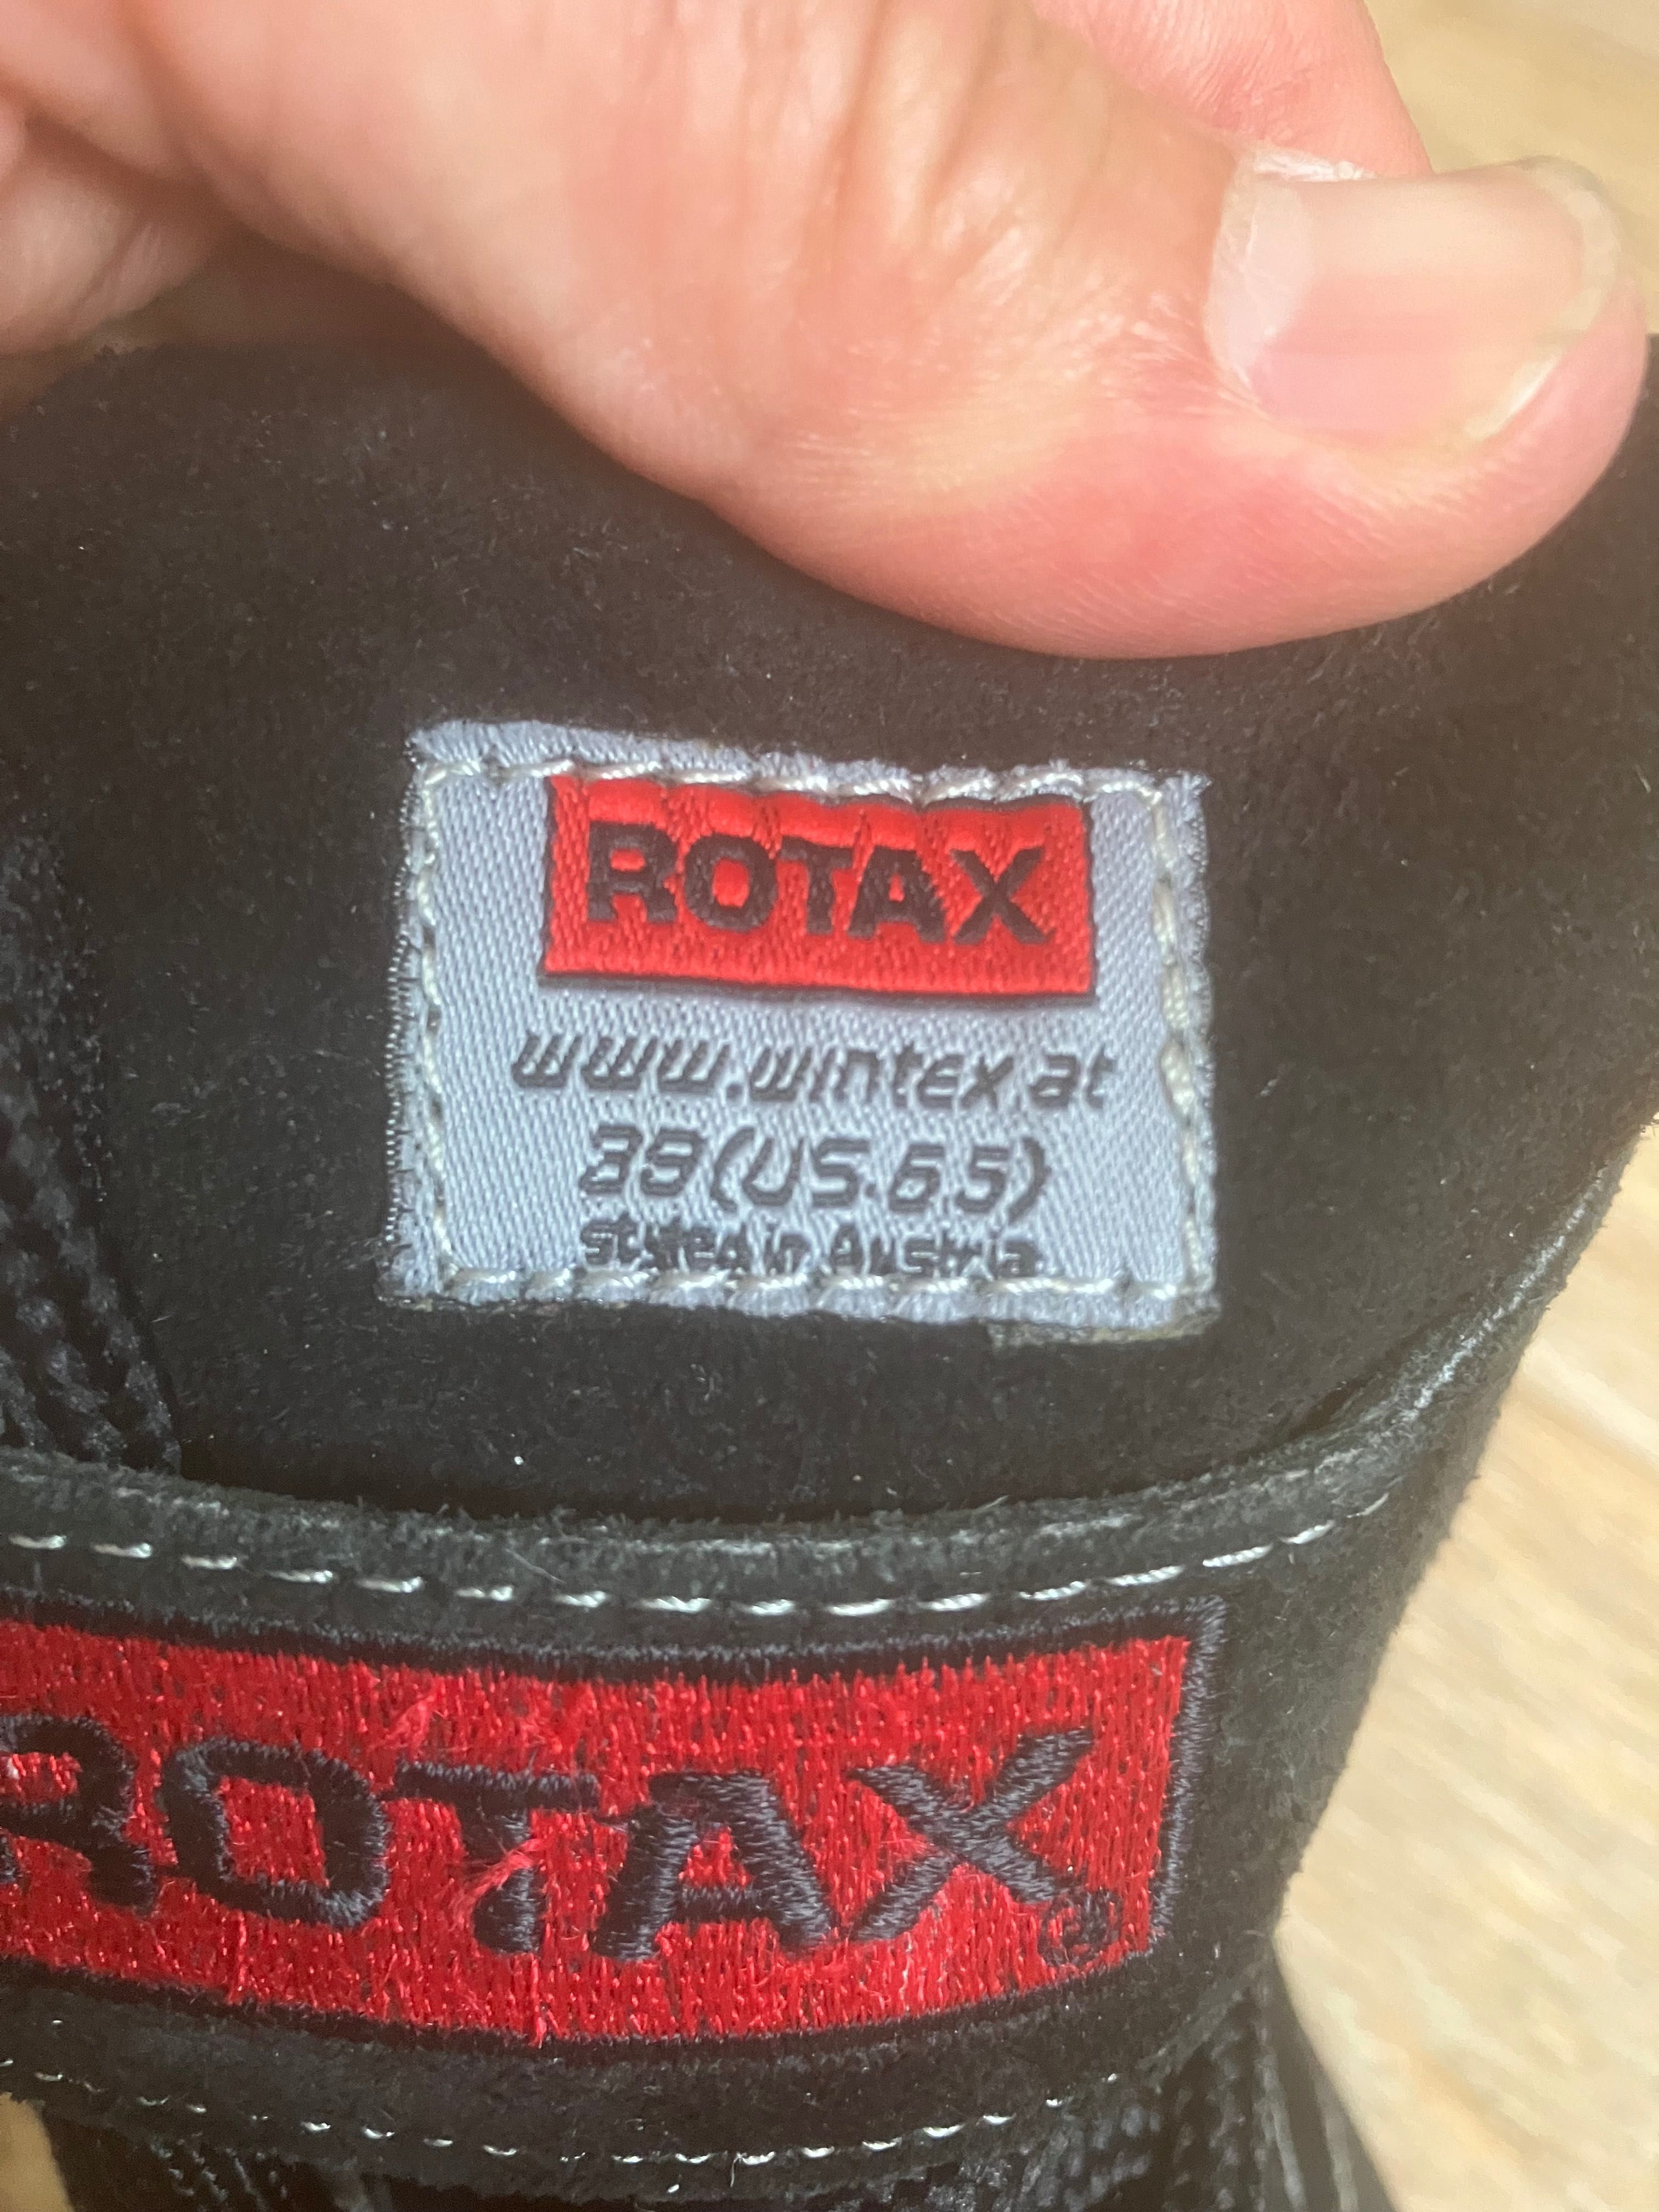 ROTAX
www.wintex.at
39(US.6.5)
styled in Austria
ROTAX®